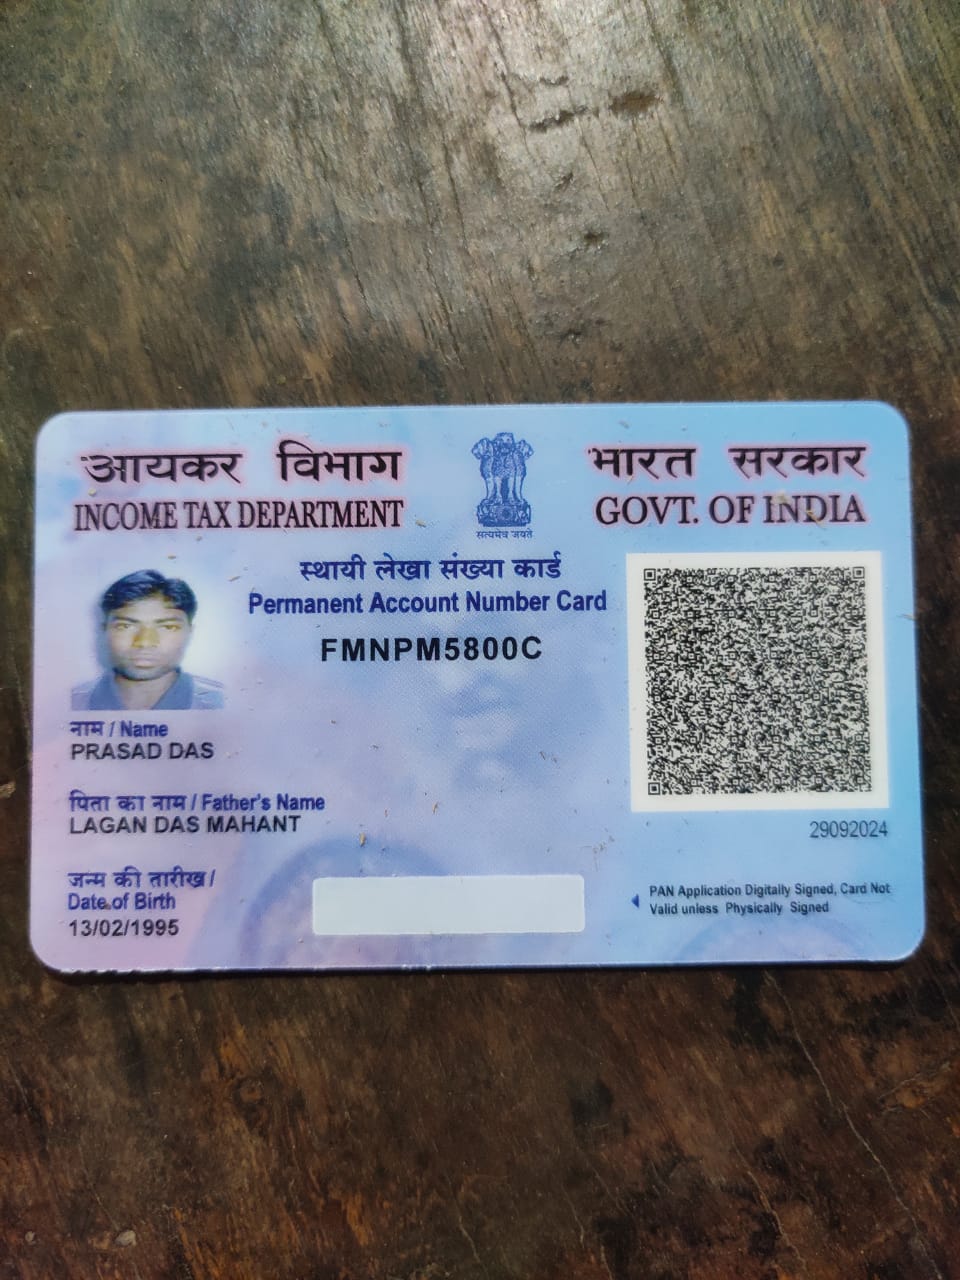 आयकर विभाग
INCOME TAX DEPARTMENT
सत्यमेव जयते
भारत सरकार
GOVT. OF INDIA
स्थायी लेखा संख्या कार्ड
Permanent Account Number Card
FMNPM5800C
नाम / Name
PRASAD DAS
पिता का नाम / Father's Name
LAGAN DAS MAHANT
जन्म की तारीख /
Date of Birth
13/02/1995
29092024
PAN Application Digitally Signed, Card Not
Valid unless Physically Signed